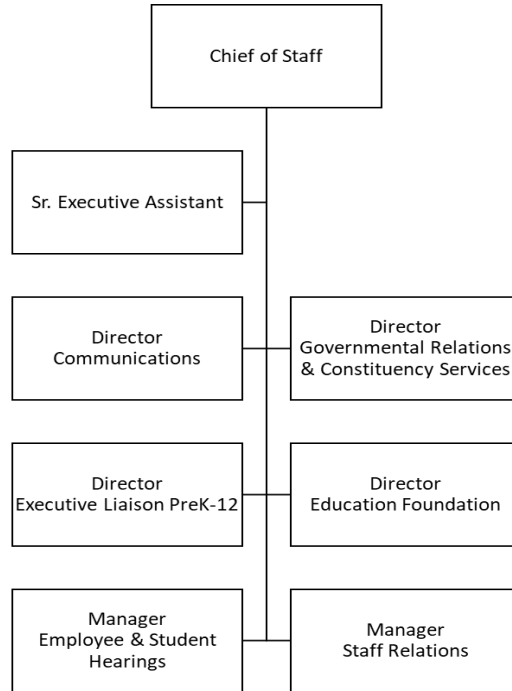 Chief of Staff
Sr. Executive Assistant
Director
Communications
Director
Governmental Relations
& Constituency Services
Director
Executive Liaison PreK-12
Director
Education Foundation
Manager
Employee & Student
Hearings
Manager
Staff Relations